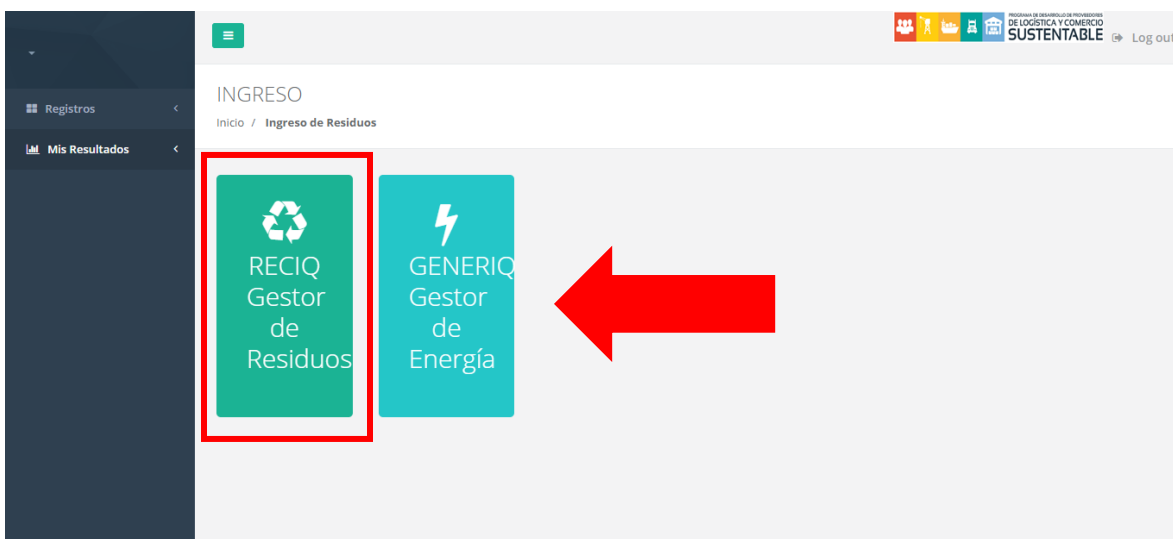 PROGRAMA DE DESARROLLO DE PROVEEDORES
DE LOGÍSTICA Y COMERCIO
SUSTENTABLE
Log out
Registros
Mis Resultados
INGRESO
Inicio / Ingreso de Residuos
RECIQ
Gestor
de
Residuos
GENERIQ
Gestor
de
Energía